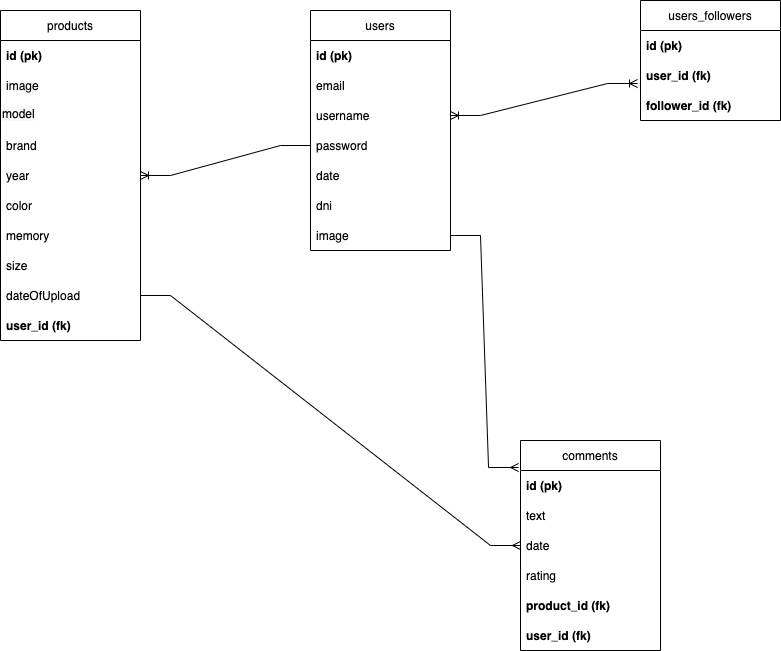 products
id (pk)
image
model
brand
year
color
memory
size
dateOfUpload
user_id (fk)
users
id (pk)
email
username
password
date
dni
image
users_followers
id (pk)
user_id (fk)
follower_id (fk)
comments
id (pk)
text
date
rating
product_id (fk)
user_id (fk)